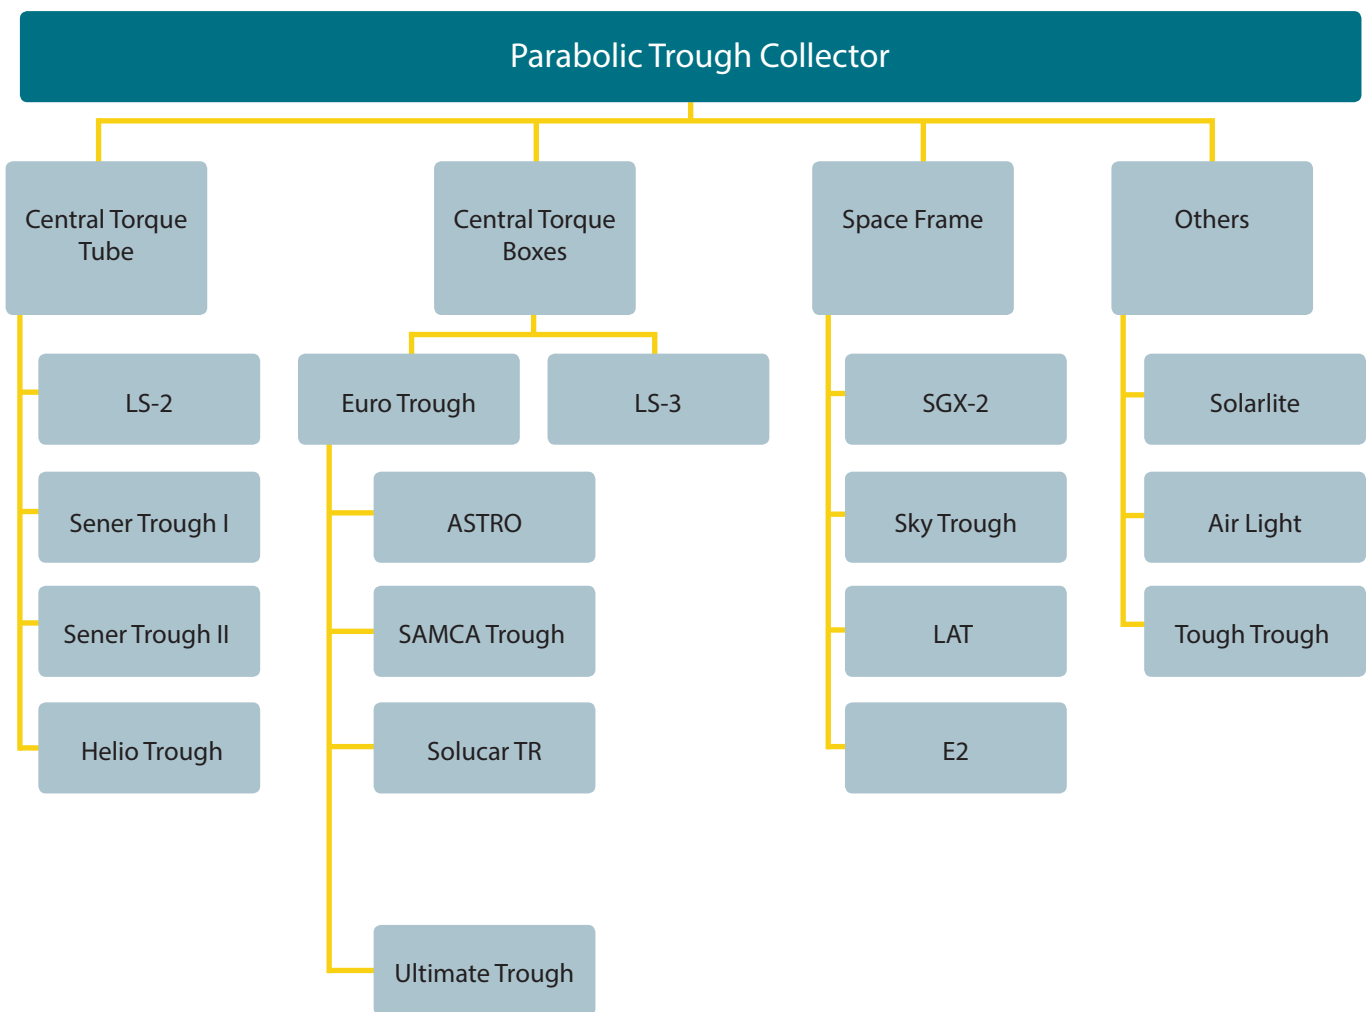 Parabolic Trough Collector
Central Torque
Tube
Central Torque
Boxes
Space Frame
Others
LS-2
Euro Trough
LS-3
SGX-2
Solarlite
Sener Trough I
ASTRO
Sky Trough
Air Light
Sener Trough II
SAMCA Trough
LAT
Tough Trough
Helio Trough
Solucar TR
E2
Ultimate Trough